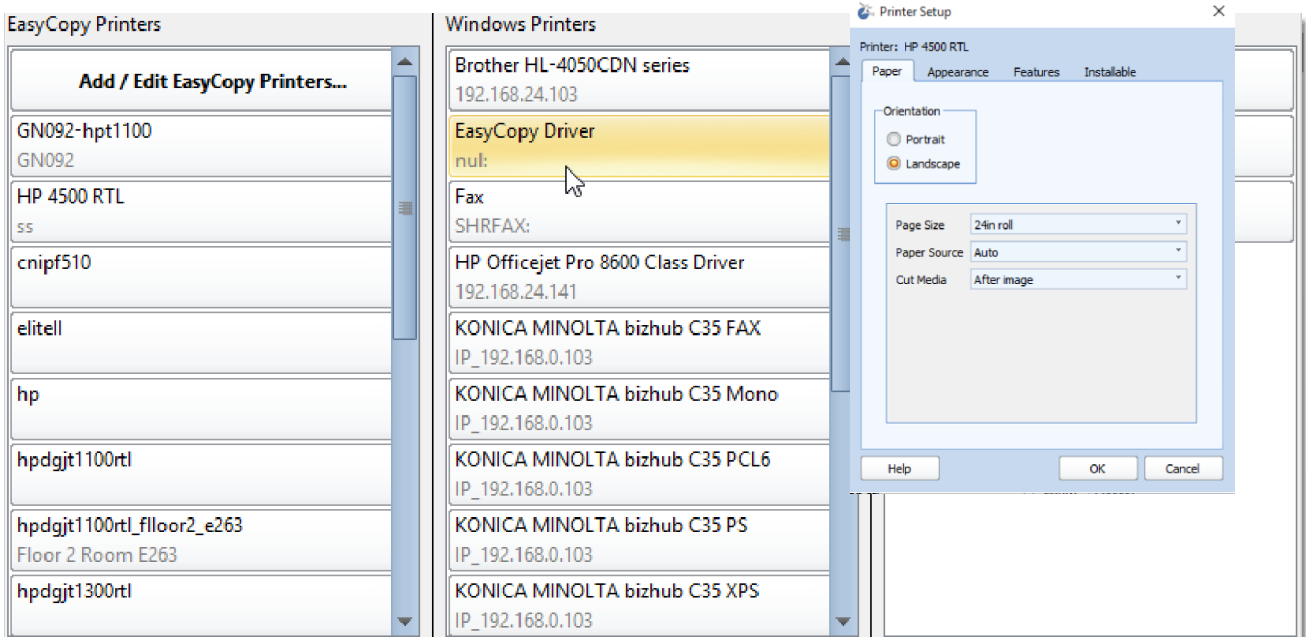 EasyCopy Printers
Add / Edit EasyCopy Printers...
GN092-hpt1100
GN092
HP 4500 RTL
ss
cnipf510
elitell
hp
hpdgjt1100rtl
hpdgjt1100rtl_flloor2_e263
Floor 2 Room E263
hpdgjt1300rtl
Windows Printers
Brother HL-4050CDN series
192.168.24.103
EasyCopy Driver
nul:
Fax
SHRFAX:
HP Officejet Pro 8600 Class Driver
192.168.24.141
KONICA MINOLTA bizhub C35 FAX
IP_192.168.0.103
KONICA MINOLTA bizhub C35 Mono
IP_192.168.0.103
KONICA MINOLTA bizhub C35 PCL6
IP_192.168.0.103
KONICA MINOLTA bizhub C35 PS
IP_192.168.0.103
KONICA MINOLTA bizhub C35 XPS
IP_192.168.0.103
Printer Setup
Printer: HP 4500 RTL
Paper Appearance Features Installable
Orientation
Portrait
Landscape
Page Size 24in roll
Paper Source Auto
Cut Media After image
Help OK Cancel